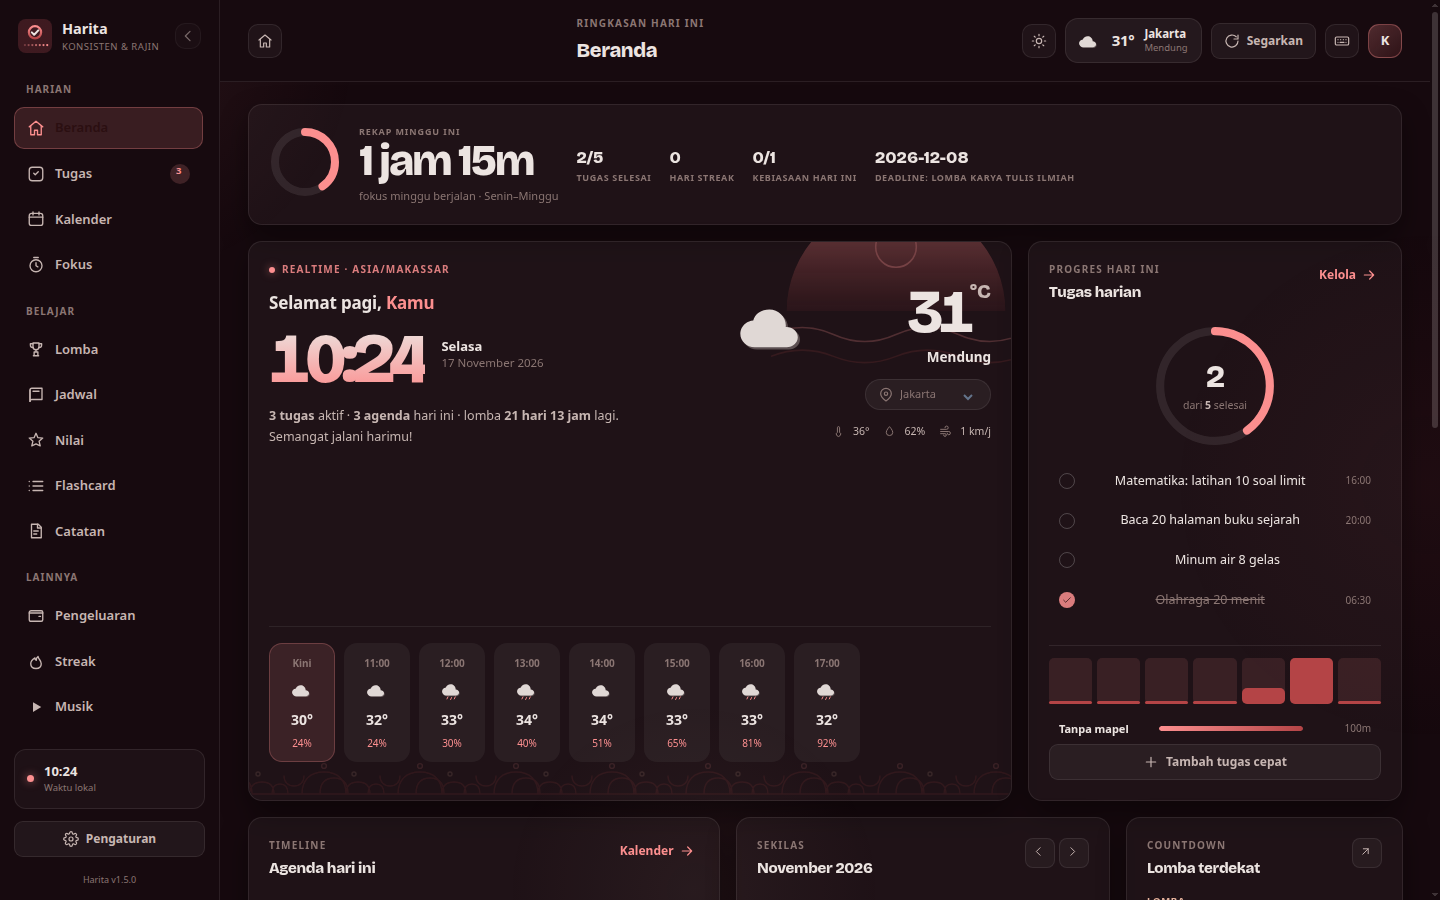 Harita
KONSISTEN & RAJIN
HARIAN
Beranda
Tugas
3
Kalender
Fokus
BELAJAR
Lomba
Jadwal
Nilai
Flashcard
Catatan
LAINNYA
Pengeluaran
Streak
Musik
10:24
Waktu lokal
Pengaturan
Harita v1.5.0
RINGKASAN HARI INI
Beranda
31°
Jakarta
Mendung
Segarkan
K
REKAP MINGGU INI
1 jam 15m
fokus minggu berjalan · Senin–Minggu
2/5
TUGAS SELESAI
0
HARI STREAK
0/1
KEBIASAAN HARI INI
2026-12-08
DEADLINE: LOMBA KARYA TULIS ILMIAH
REALTIME · ASIA/MAKASSAR
Selamat pagi, Kamu
10:24
Selasa
17 November 2026
3 tugas aktif · 3 agenda hari ini · lomba 21 hari 13 jam lagi.
Semangat jalani harimu!
31°C
Mendung
Jakarta
36° 62% 1 km/j
Kini 11:00 12:00 13:00 14:00 15:00 16:00 17:00
30° 32° 33° 34° 34° 33° 33° 32°
24% 24% 30% 40% 51% 65% 81% 92%
PROGRES HARI INI
Tugas harian
Kelola
2
dari 5 selesai
Matematika: latihan 10 soal limit 16:00
Baca 20 halaman buku sejarah 20:00
Minum air 8 gelas
Olahraga 20 menit 06:30
Tanpa mapel 100m
Tambah tugas cepat
TIMELINE
Agenda hari ini
Kalender
SEKILAS
November 2026
COUNTDOWN
Lomba terdekat